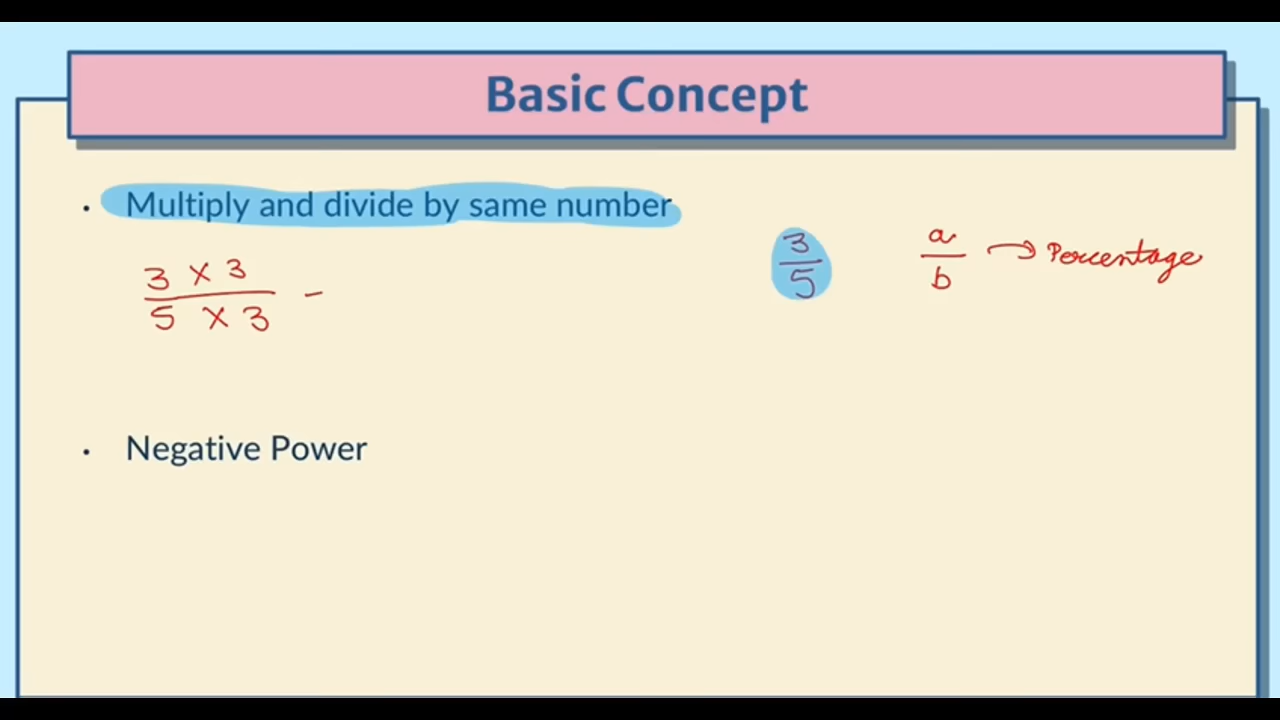 Basic Concept
• Multiply and divide by same number
3 × 3
5 × 3
–
3
5
a
b
→ Percentage
• Negative Power